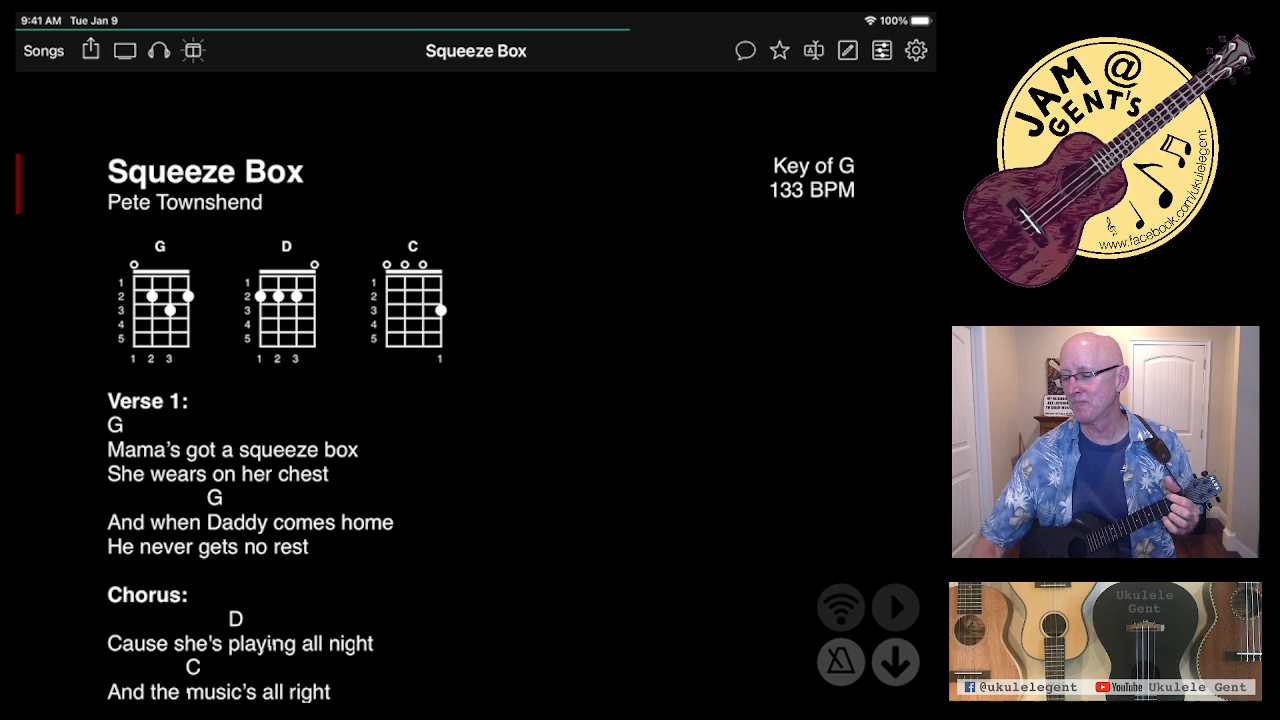 9:41 AM Tue Jan 9
100%
Songs
Squeeze Box
Squeeze Box
Key of G
Pete Townshend
133 BPM
G
D
C
1
2
3
4
5
1 2 3
1
2
3
4
5
1 2 3
1
2
3
4
5
1
Verse 1:
G
Mama's got a squeeze box
She wears on her chest
G
And when Daddy comes home
He never gets no rest
Chorus:
D
Cause she's playing all night
C
And the music's all right
JAM @
GENT'S
www.facebook.com/ukulelegent
Ukulele
Gent
@ukulelegent
YouTube Ukulele Gent